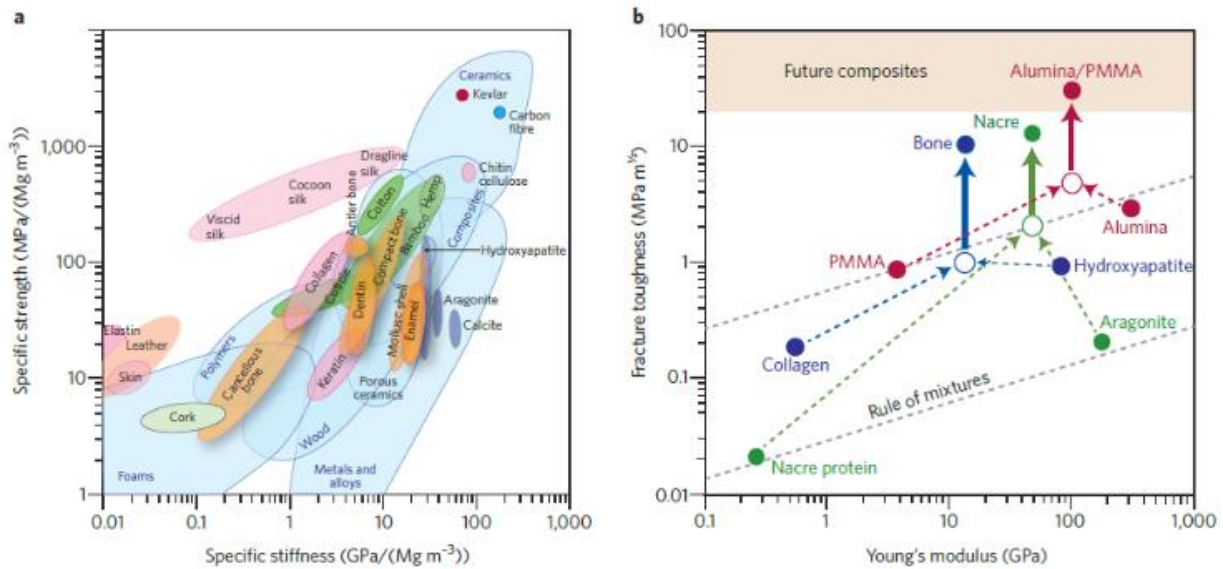 a
Specific strength (MPa/(Mg m⁻³))
1,000
100
10
1
0.01
0.1
1
10
100
1,000
Specific stiffness (GPa/(Mg m⁻³))
Ceramics
Kevlar
Carbon
fibre
Dragline
silk
Cocoon
silk
Viscid
silk
Chitin
cellulose
Antler bone
Cotton
Hemp
Bamboo
Composites
Compact bone
Hydroxyapatite
Collagen
Cuticle
Dentin
Mollusc shell
Enamel
Aragonite
Calcite
Elastin
Leather
Skin
Polymers
Cancellous
bone
Keratin
Porous
ceramics
Cork
Wood
Foams
Metals and
alloys
b
Fracture toughness (MPa m½)
100
10
1
0.1
0.01
0.1
1
10
100
1,000
Young's modulus (GPa)
Future composites
Alumina/PMMA
Nacre
Bone
Alumina
PMMA
Hydroxyapatite
Aragonite
Collagen
Rule of mixtures
Nacre protein